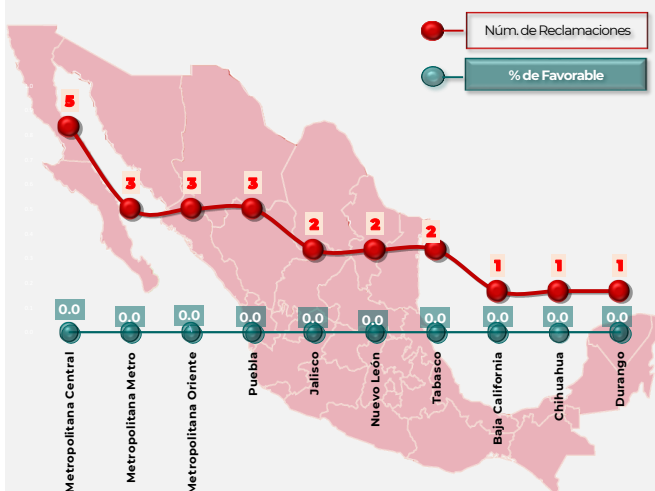 Núm. de Reclamaciones
% de Favorable
5
3
3
3
2
2
2
1
1
1
0.0
0.0
0.0
0.0
0.0
0.0
0.0
0.0
0.0
0.0
Metropolitana Central
Metropolitana Metro
Metropolitana Oriente
Puebla
Jalisco
Nuevo León
Tabasco
Baja California
Chihuahua
Durango